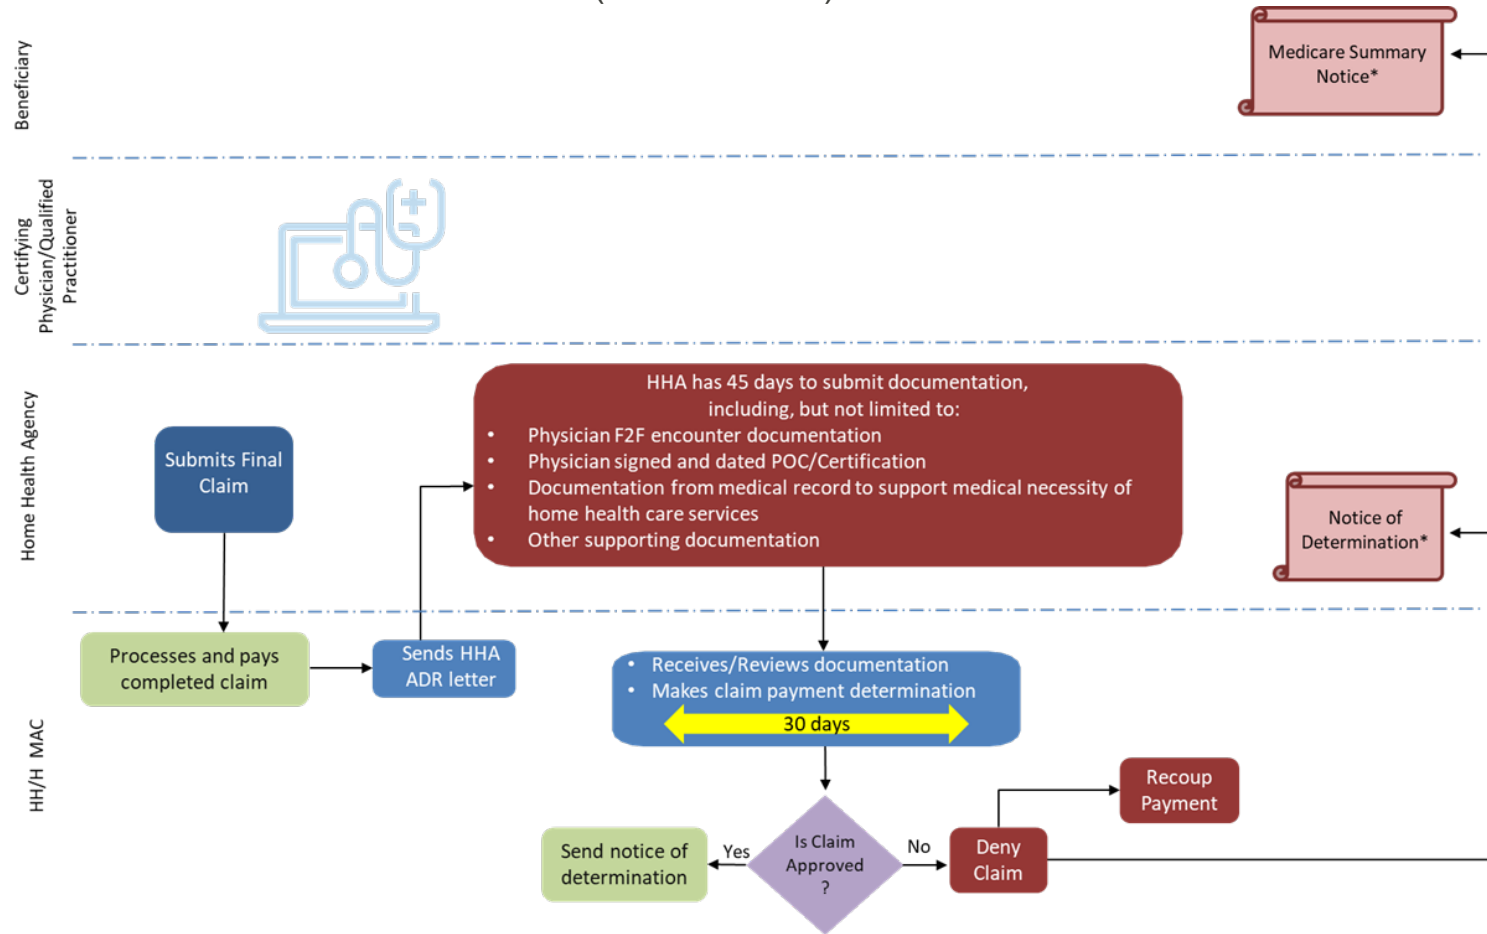 Beneficiary
Medicare Summary
Notice*
Certifying
Physician/Qualified
Practitioner
Home Health Agency
Submits Final
Claim
HHA has 45 days to submit documentation,
including, but not limited to:
• Physician F2F encounter documentation
• Physician signed and dated POC/Certification
• Documentation from medical record to support medical necessity of
home health care services
• Other supporting documentation
Notice of
Determination*
HH/H MAC
Processes and pays
completed claim
Sends HHA
ADR letter
• Receives/Reviews documentation
• Makes claim payment determination
30 days
Recoup
Payment
Is Claim
Approved
?
Yes
No
Send notice of
determination
Deny
Claim